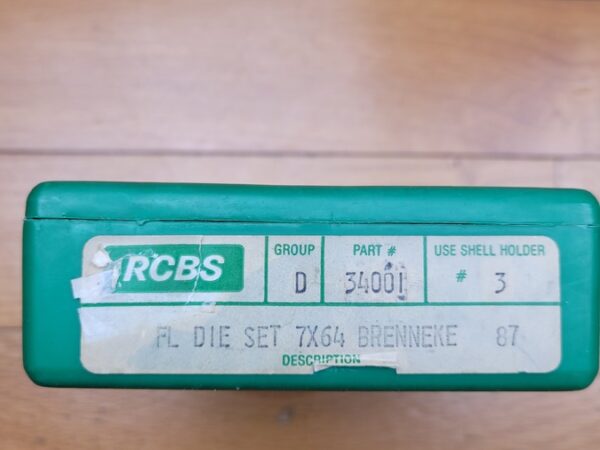 RCBS GROUP D PART # 34001 USE SHELL HOLDER # 3
FL DIE SET 7X64 BRENNEKE 87
DESCRIPTION